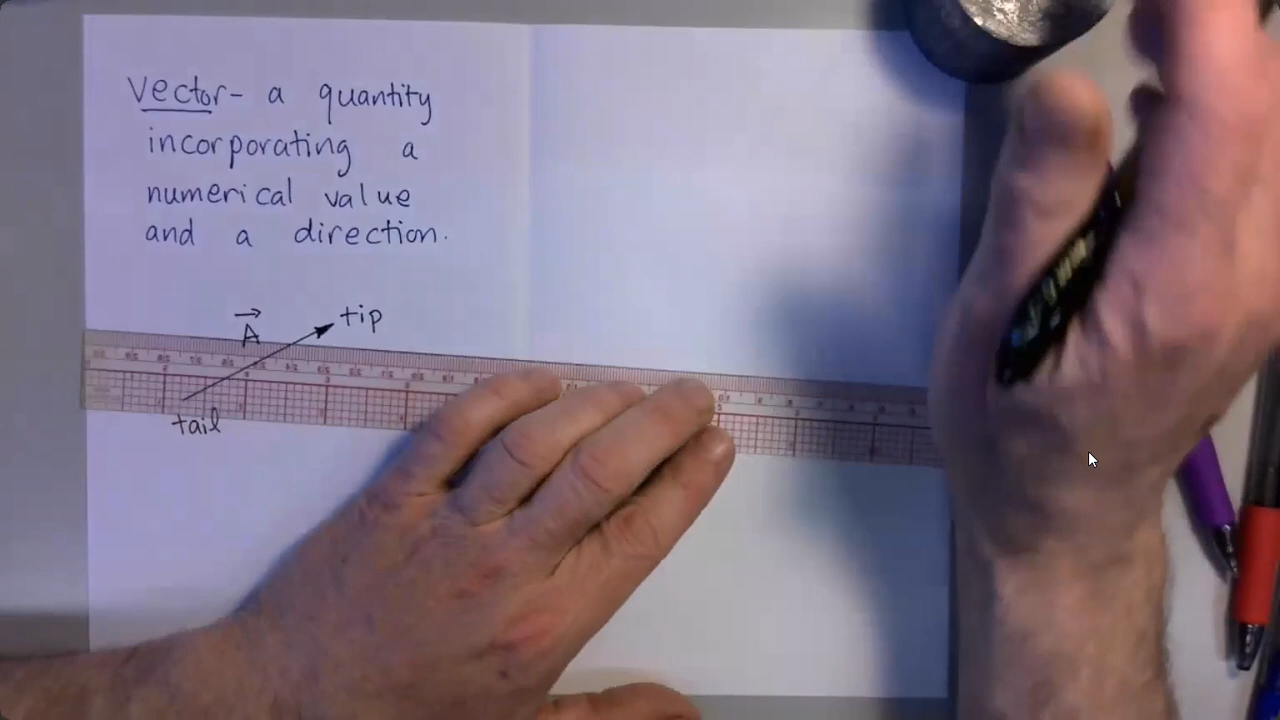 vector- a quantity
incorporating a
numerical value
and a direction.
A
tip
tail